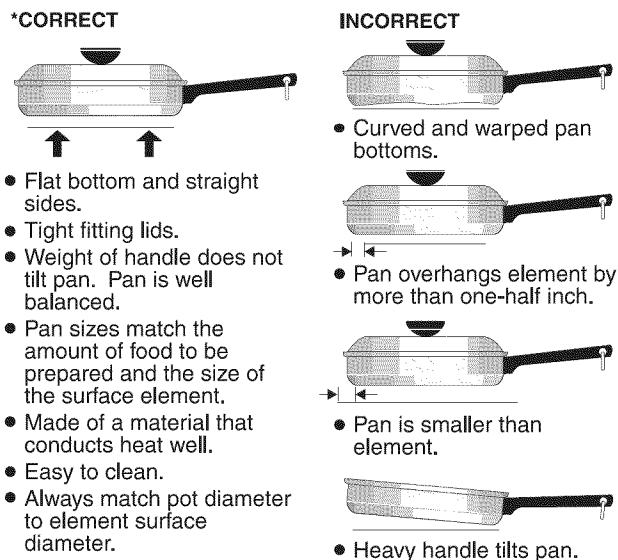 *CORRECT
● Flat bottom and straight
sides.
● Tight fitting lids.
● Weight of handle does not
tilt pan. Pan is well
balanced.
● Pan sizes match the
amount of food to be
prepared and the size of
the surface element.
● Made of a material that
conducts heat well.
● Easy to clean.
● Always match pot diameter
to element surface
diameter.
INCORRECT
● Curved and warped pan
bottoms.
● Pan overhangs element by
more than one-half inch.
● Pan is smaller than
element.
● Heavy handle tilts pan.